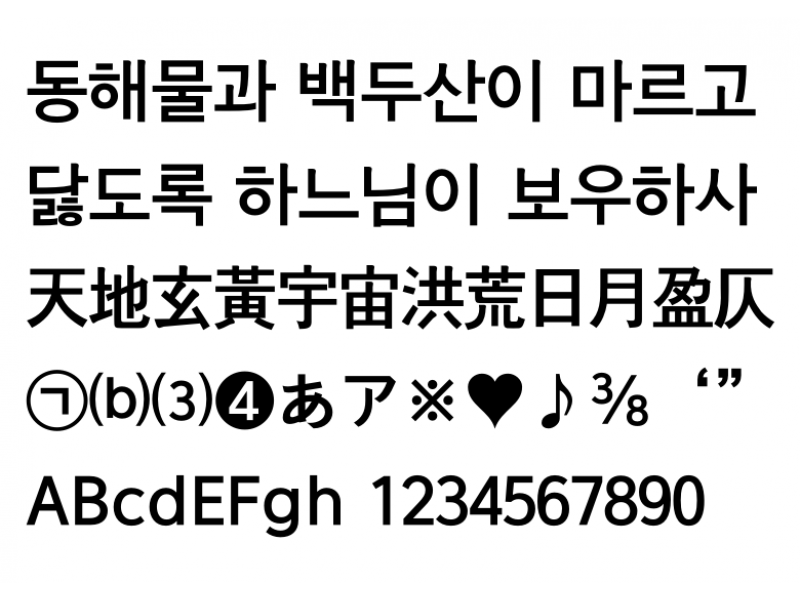 동해물과 백두산이 마르고
닳도록 하느님이 보우하사
天地玄黃宇宙洪荒日月盈仄
㉠⒝⑶❹あア※♥♪⅜ ‘”
ABcdEFgh 1234567890